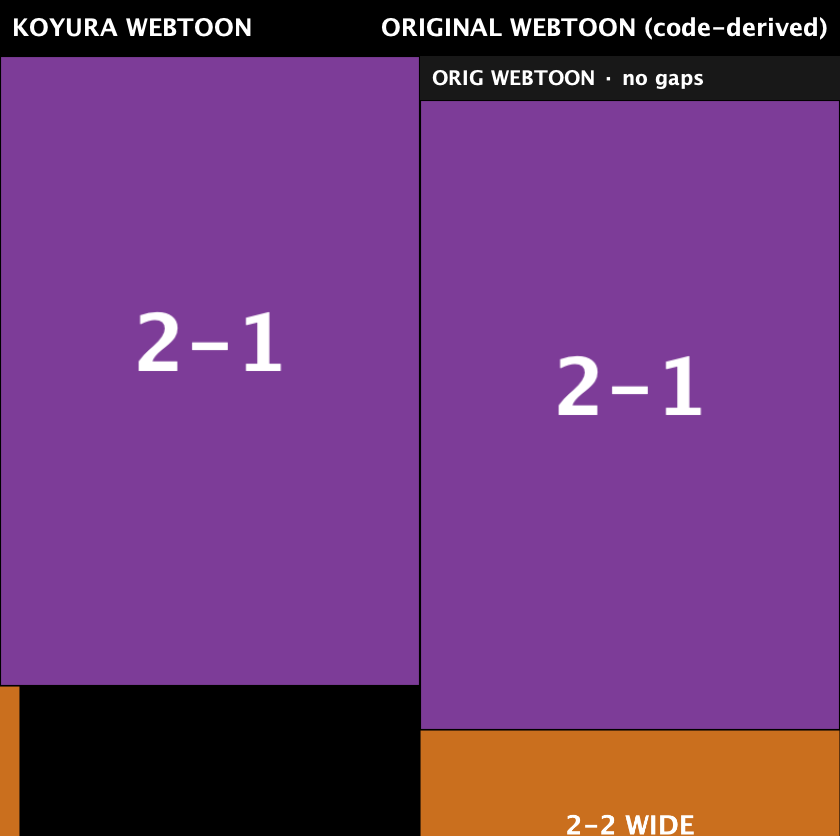 KOYURA WEBTOON
ORIGINAL WEBTOON (code-derived)
ORIG WEBTOON · no gaps
2-1
2-1
2-2 WIDE